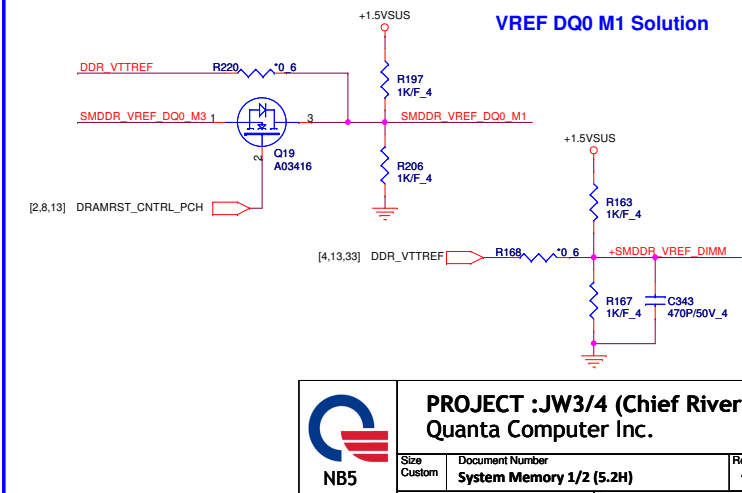 +1.5VSUS
VREF DQ0 M1 Solution
DDR_VTTREF
R220
*0_6
R197
1K/F_4
SMDDR_VREF_DQ0_M3
1
3
SMDDR_VREF_DQ0_M1
2
Q19
A03416
R206
1K/F_4
+1.5VSUS
R163
1K/F_4
[2,8,13] DRAMRST_CNTRL_PCH
[4,13,33] DDR_VTTREF
R168
*0_6
+SMDDR_VREF_DIMM
R167
1K/F_4
C343
470P/50V_4
PROJECT :JW3/4 (Chief River
Quanta Computer Inc.
NB5
Size
Custom
Document Number
System Memory 1/2 (5.2H)